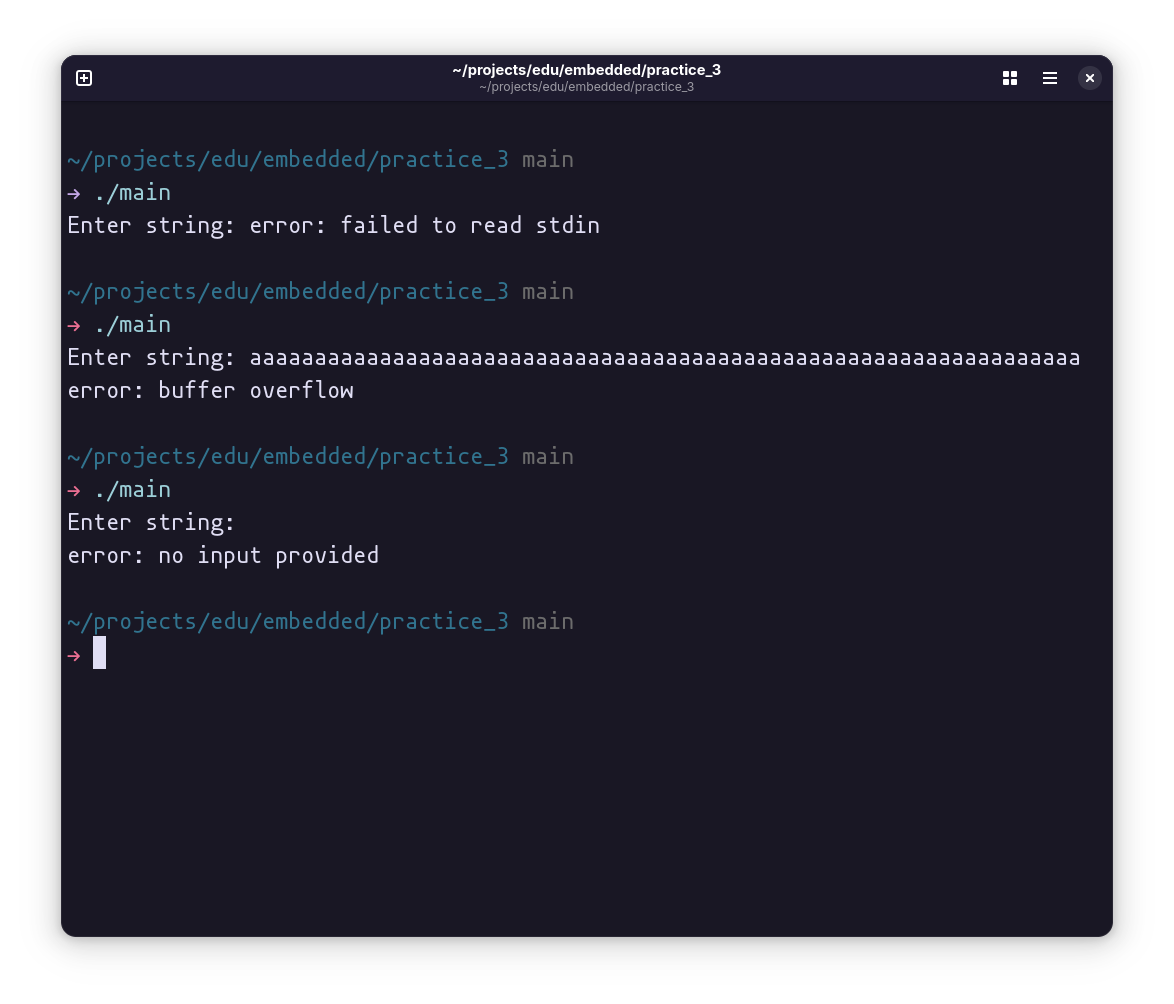 ~/projects/edu/embedded/practice_3
~/projects/edu/embedded/practice_3
~/projects/edu/embedded/practice_3 main
→ ./main
Enter string: error: failed to read stdin
~/projects/edu/embedded/practice_3 main
→ ./main
Enter string: aaaaaaaaaaaaaaaaaaaaaaaaaaaaaaaaaaaaaaaaaaaaaaaaaaaaaaaaaaaaaaaa
error: buffer overflow
~/projects/edu/embedded/practice_3 main
→ ./main
Enter string:
error: no input provided
~/projects/edu/embedded/practice_3 main
→